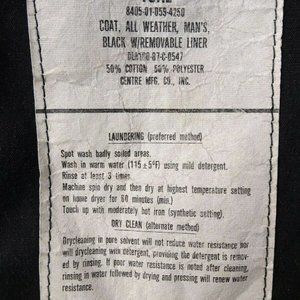 8405-01-053-4250
COAT, ALL WEATHER, MAN'S,
BLACK W/REMOVABLE LINER
50% COTTON 50% POLYESTER
CENTRE MFG. CO., INC.
LAUNDERING (preferred method)
Spot wash badly soiled areas.
Wash in warm water (115±5°F) using mild detergent.
Rinse at least 3 times.
Machine spin dry and then dry at highest temperature setting
on home dryer for 60 minutes (min.)
Touch up with moderately hot iron (synthetic setting).
DRY CLEAN (alternate method)
Drycleaning in pure solvent will not reduce water resistance nor
will drycleaning with detergent, providing the detergent is remov-
ed by rinsing. If poor water resistance is noted after cleaning,
rinsing in water followed by drying and pressing will renew water
resistance.